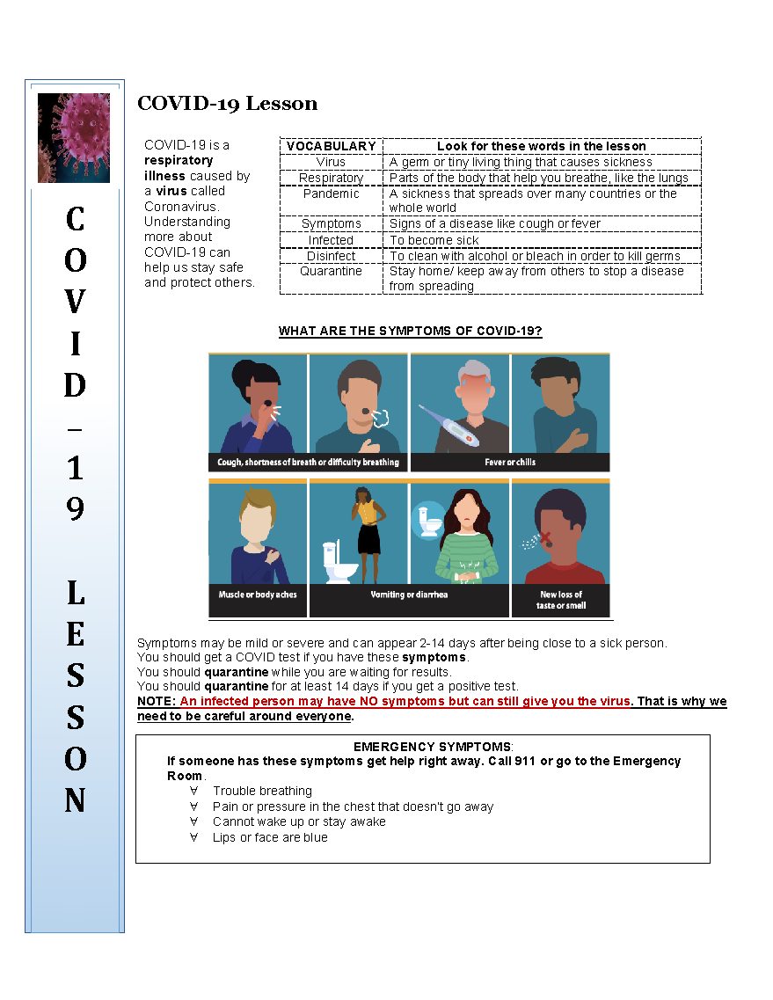 COVID-19 LESSON
COVID-19 Lesson
COVID-19 is a
respiratory
illness caused by
a virus called
Coronavirus.
Understanding
more about
COVID-19 can
help us stay safe
and protect others.
VOCABULARY Look for these words in the lesson
Virus A germ or tiny living thing that causes sickness
Respiratory Parts of the body that help you breathe, like the lungs
Pandemic A sickness that spreads over many countries or the
whole world
Symptoms Signs of a disease like cough or fever
Infected To become sick
Disinfect To clean with alcohol or bleach in order to kill germs
Quarantine Stay home/ keep away from others to stop a disease
from spreading
WHAT ARE THE SYMPTOMS OF COVID-19?
Cough, shortness of breath or difficulty breathing
Fever or chills
Muscle or body aches
Vomiting or diarrhea
New loss of
taste or smell
Symptoms may be mild or severe and can appear 2-14 days after being close to a sick person.
You should get a COVID test if you have these symptoms.
You should quarantine while you are waiting for results.
You should quarantine for at least 14 days if you get a positive test.
NOTE: An infected person may have NO symptoms but can still give you the virus. That is why we
need to be careful around everyone.
EMERGENCY SYMPTOMS:
If someone has these symptoms get help right away. Call 911 or go to the Emergency
Room.
∀ Trouble breathing
∀ Pain or pressure in the chest that doesn't go away
∀ Cannot wake up or stay awake
∀ Lips or face are blue